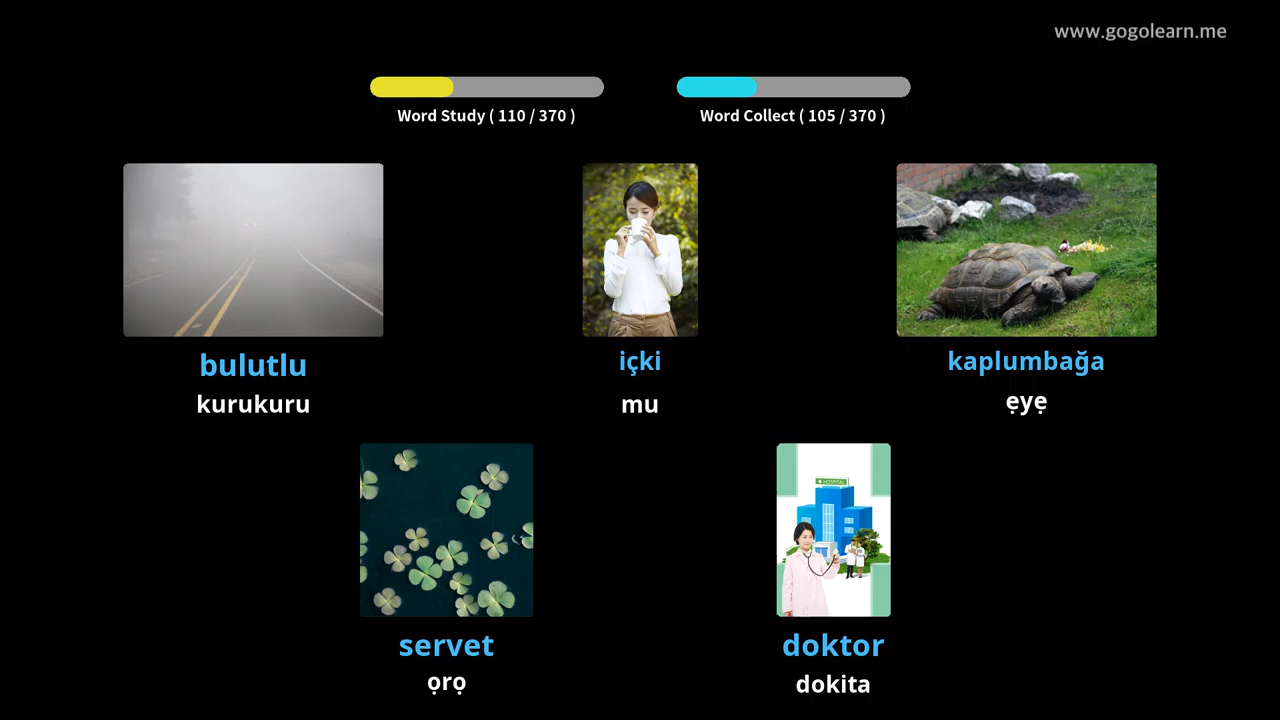 www.gogolearn.me
Word Study ( 110 / 370 )
Word Collect ( 105 / 370 )
bulutlu
kurukuru
içki
mu
kaplumbağa
ẹyẹ
HOSPITAL
servet
ọrọ
doktor
dokita